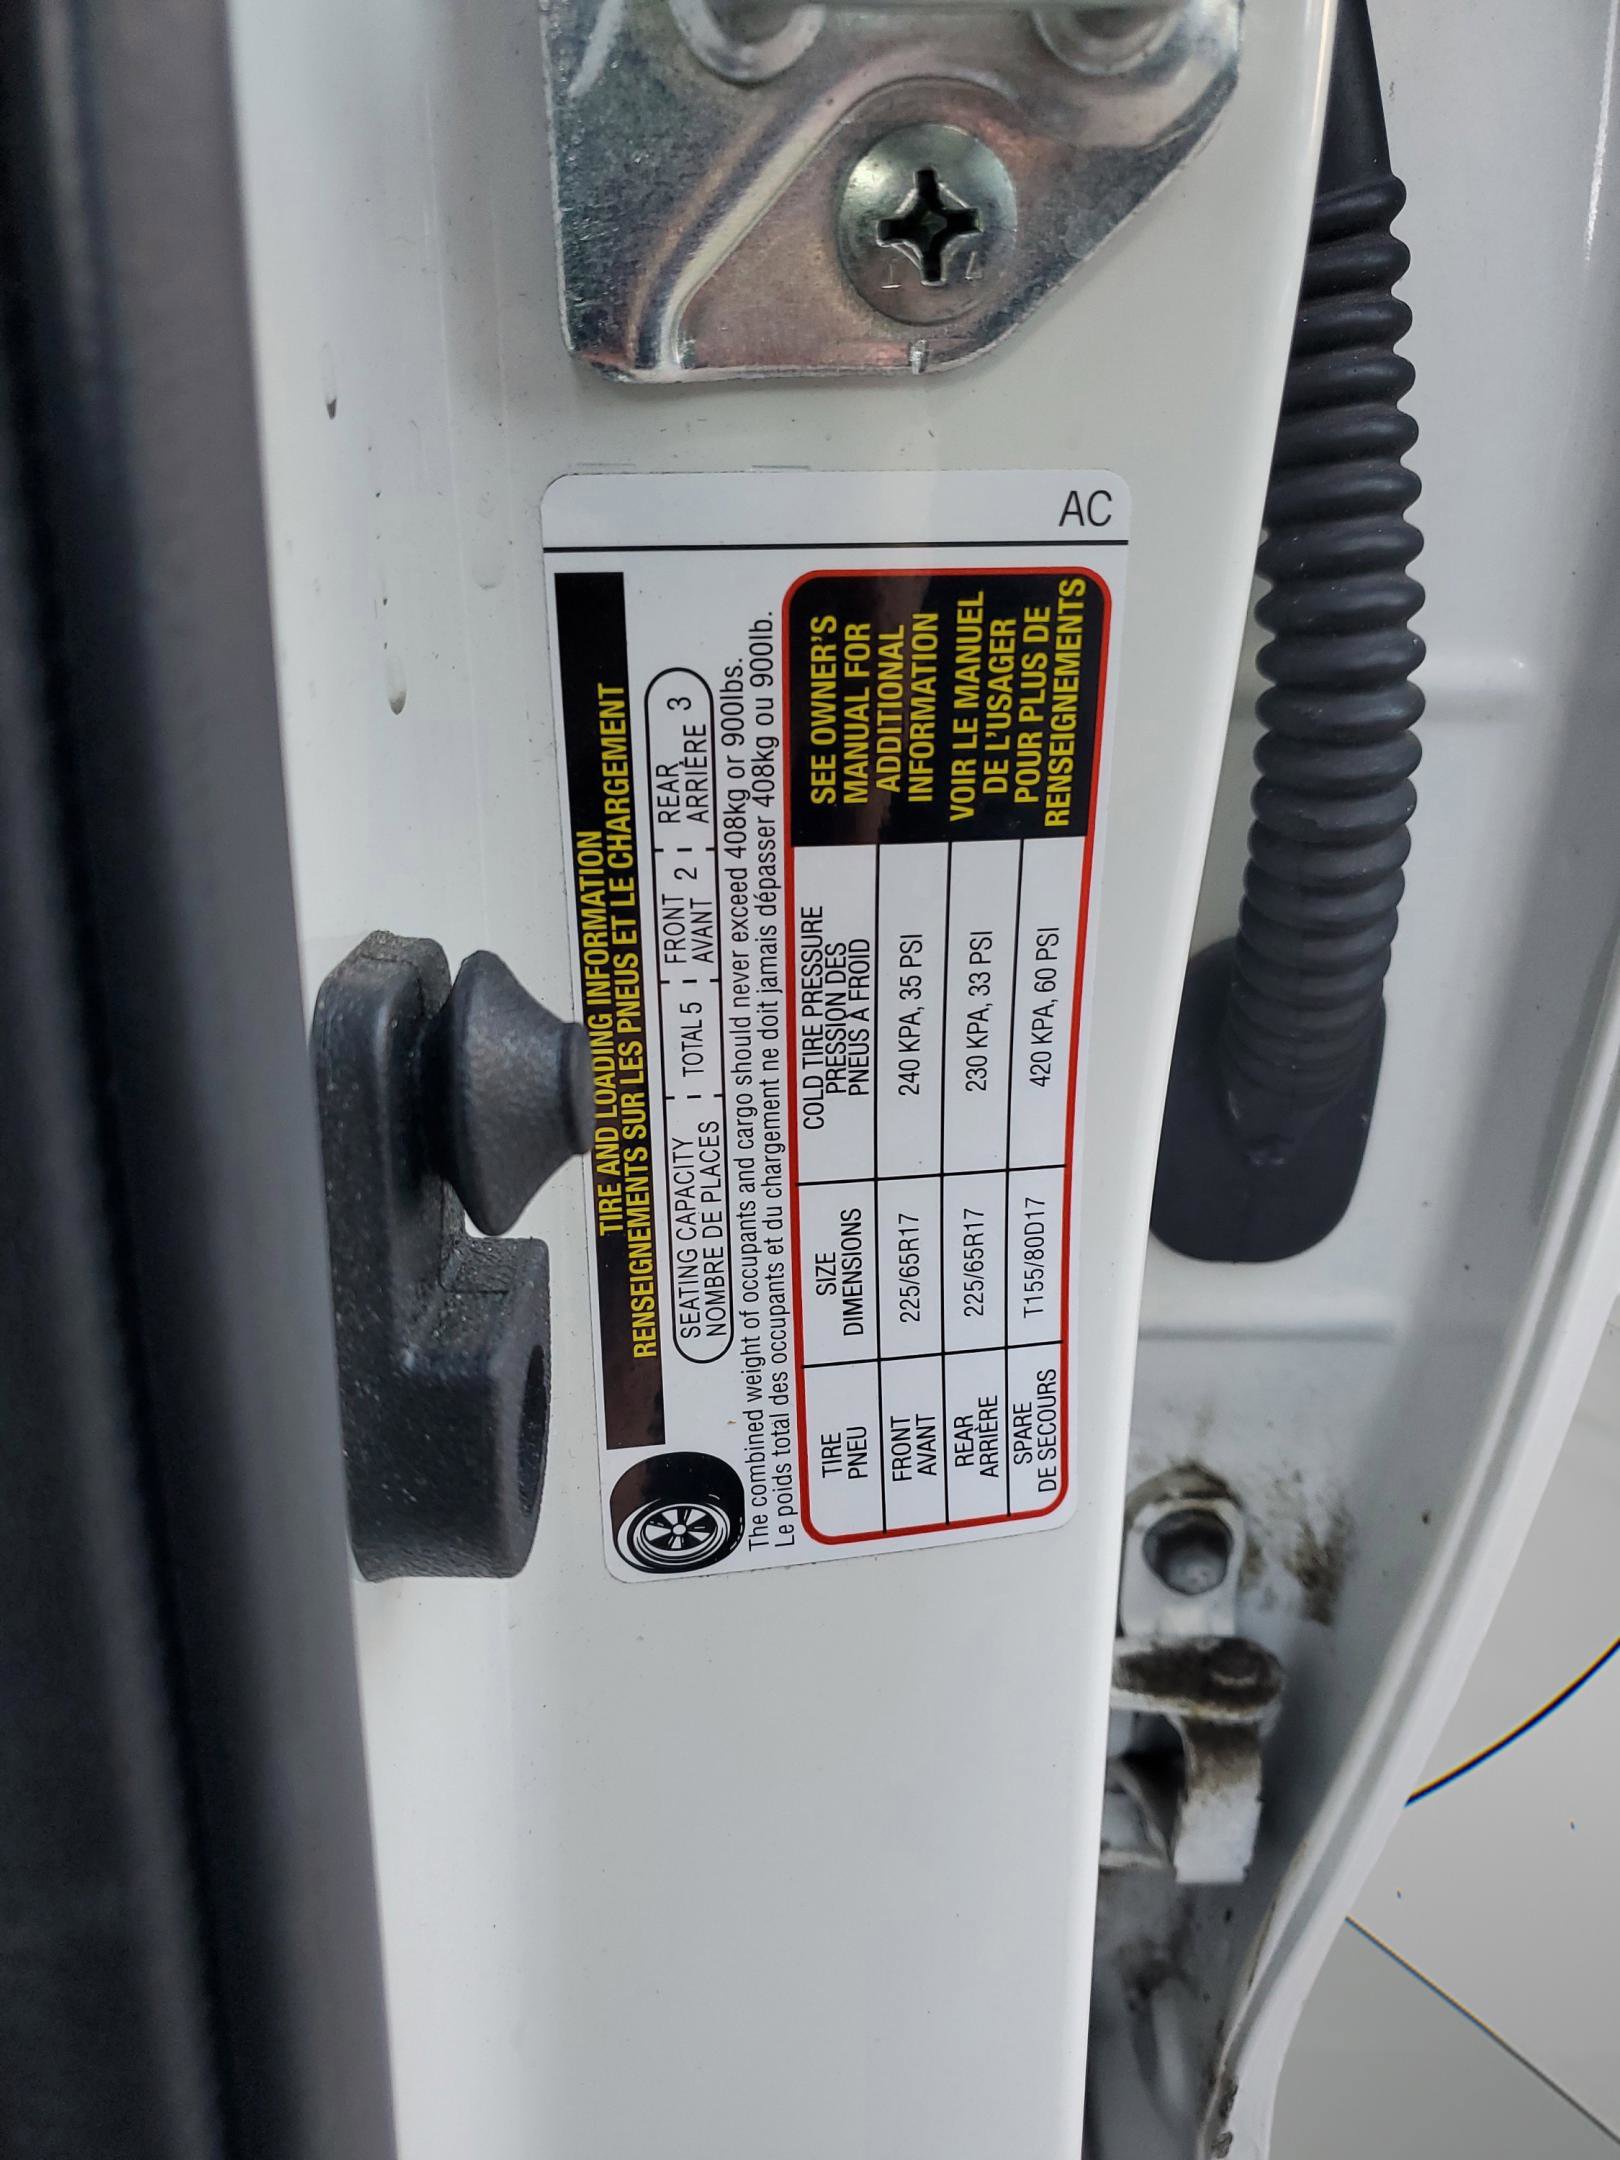 TIRE AND LOADING INFORMATION
RENSEIGNEMENTS SUR LES PNEUS ET LE CHARGEMENT
SEATING CAPACITY
NOMBRE DE PLACES
TOTAL 5
FRONT
AVANT 2
REAR
ARRIÈRE 3
The combined weight of occupants and cargo should never exceed 408kg or 900lbs.
Le poids total des occupants et du chargement ne doit jamais dépasser 408kg ou 900lb.
TIRE
PNEU
SIZE
DIMENSIONS
COLD TIRE PRESSURE
PRESSION DES
PNEUS À FROID
FRONT
AVANT
225/65R17
240 KPA, 35 PSI
REAR
ARRIÈRE
225/65R17
230 KPA, 33 PSI
SPARE
DE SECOURS
T155/80D17
420 KPA, 60 PSI
SEE OWNER'S
MANUAL FOR
ADDITIONAL
INFORMATION
VOIR LE MANUEL
DE L'USAGER
POUR PLUS DE
RENSEIGNEMENTS
AC